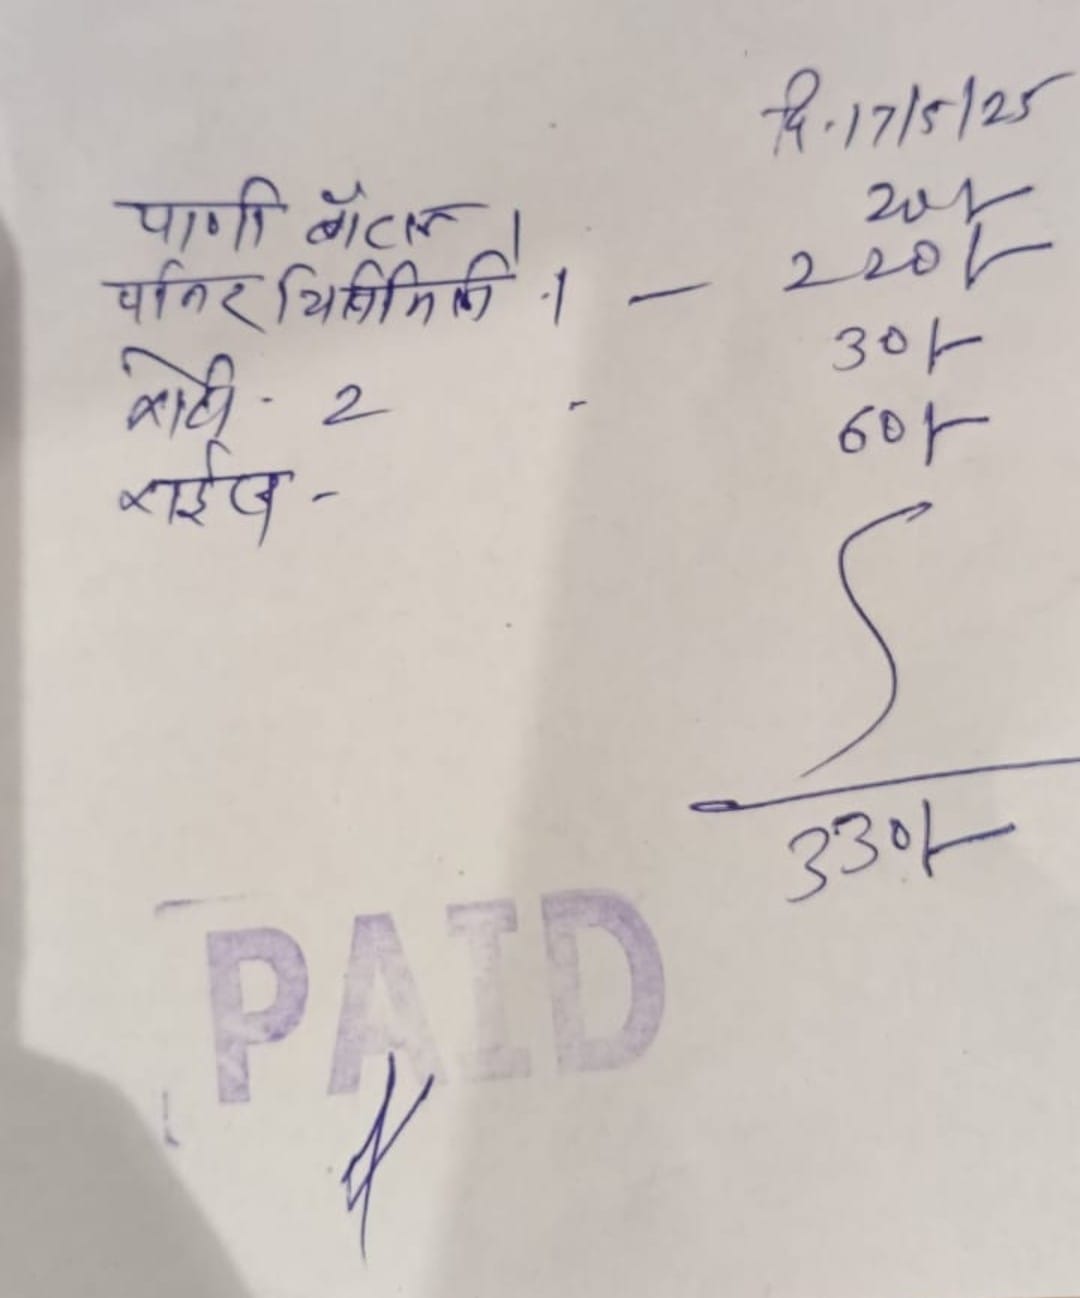 दि. 17/5/25
पाणी बॉटल 1 20/-
पनिर चिलीमिली .1 — 220/-
रोटी - 2 - 30/-
राईस - 60/-
330/-
PAID